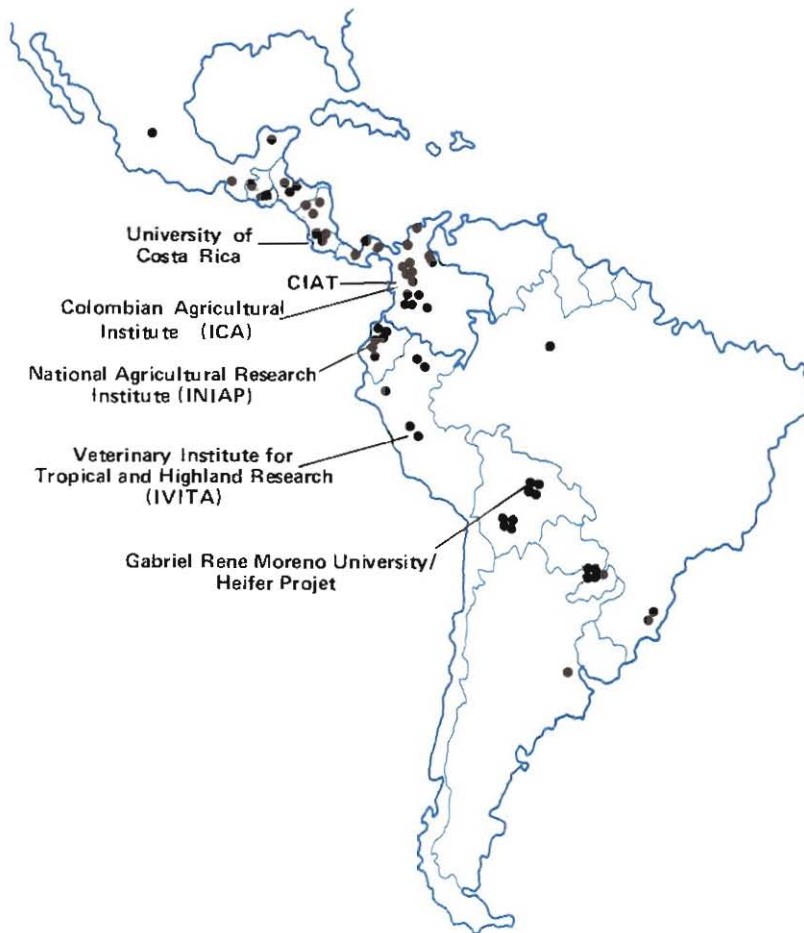 University of
Costa Rica
CIAT
Colombian Agricultural
Institute (ICA)
National Agricultural Research
Institute (INIAP)
Veterinary Institute for
Tropical and Highland Research
(IVITA)
Gabriel Rene Moreno University/
Heifer Projet